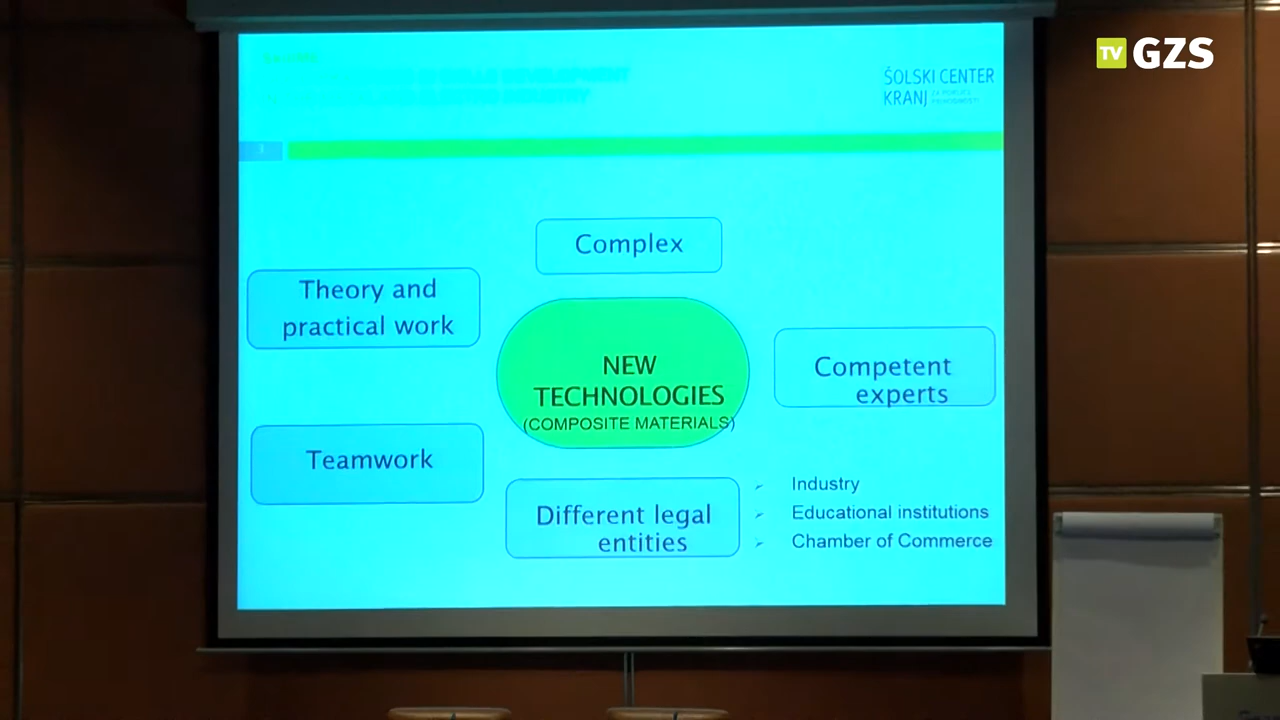 TV GZS
ŠOLSKI CENTER
KRANJ
Complex
Theory and
practical work
NEW
TECHNOLOGIES
(COMPOSITE MATERIALS)
Competent
experts
Teamwork
Different legal
entities
Industry
Educational institutions
Chamber of Commerce